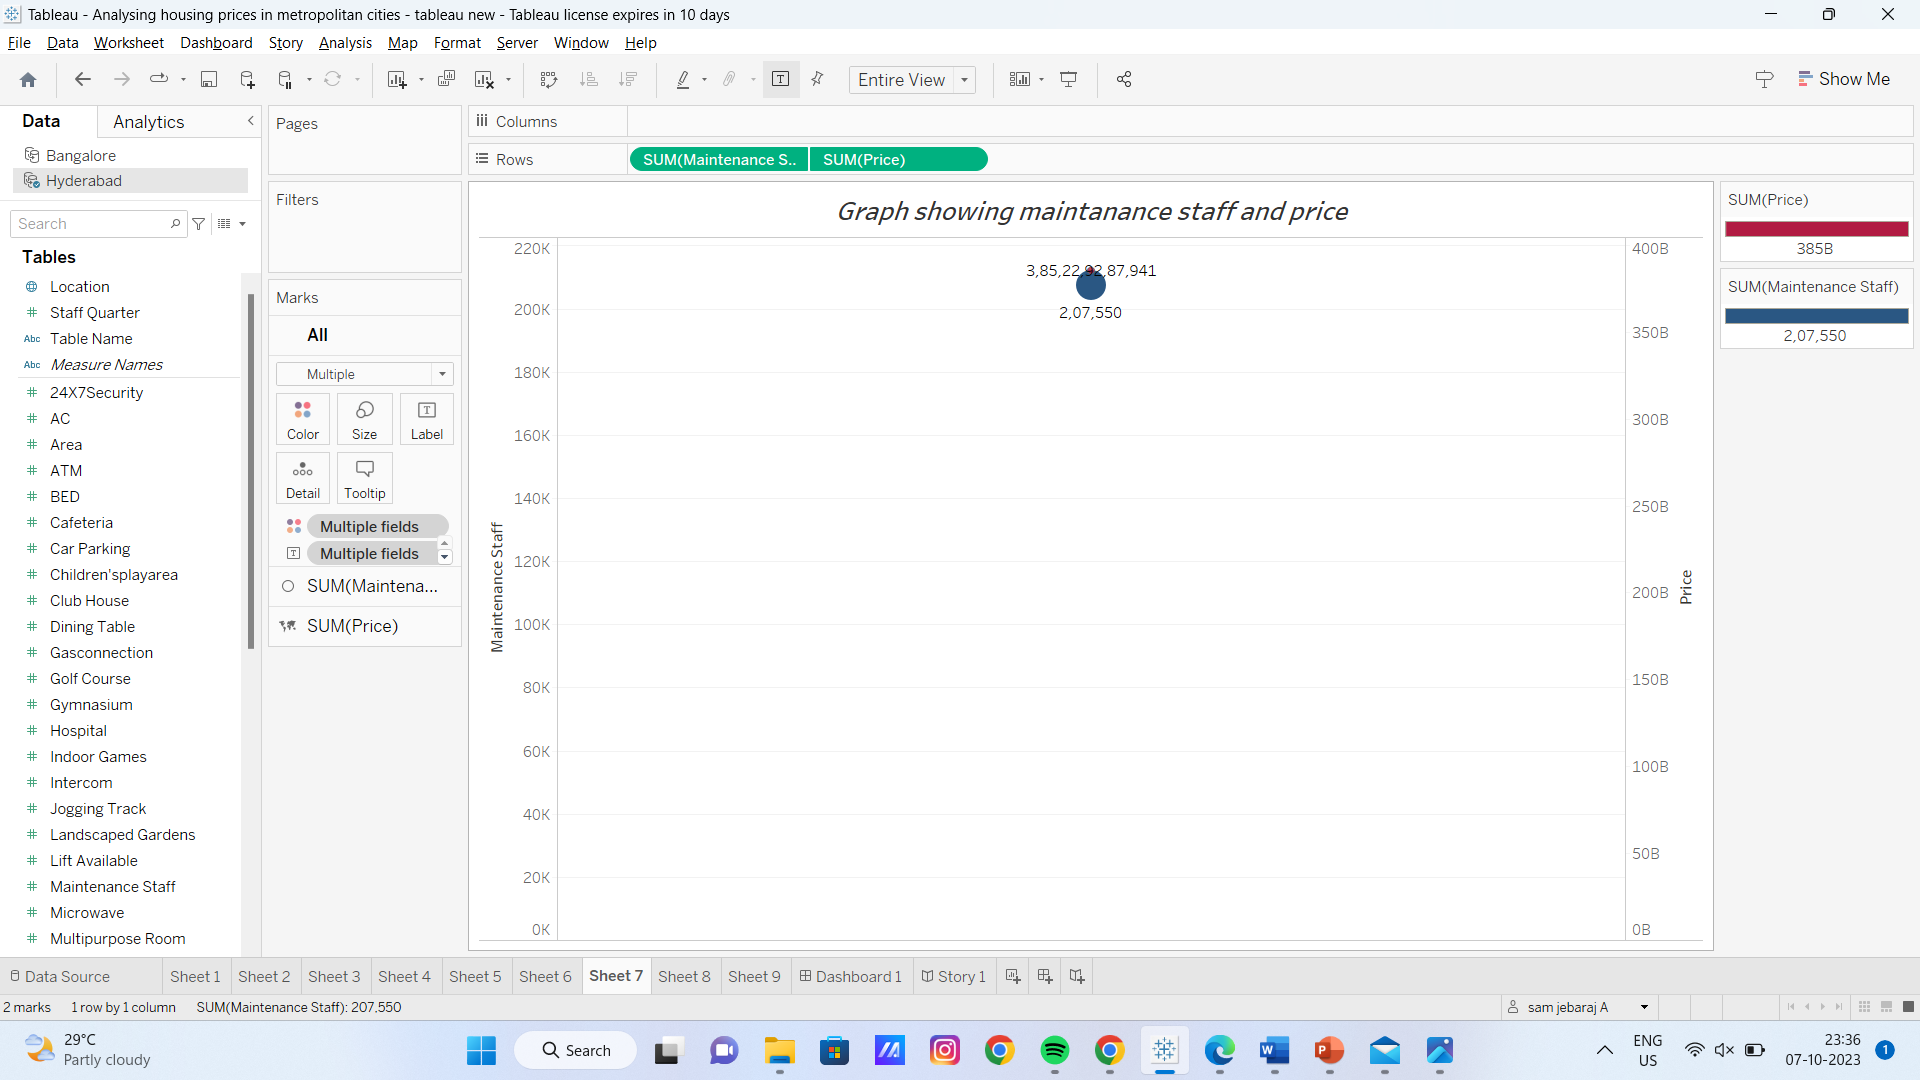 Tableau - Analysing housing prices in metropolitan cities - tableau new - Tableau license expires in 10 days
File Data Worksheet Dashboard Story Analysis Map Format Server Window Help
Entire View
Show Me
Data Analytics
Bangalore
Hyderabad
Search
Tables
Location
Staff Quarter
Abc Table Name
Abc Measure Names
24X7Security
AC
Area
ATM
BED
Cafeteria
Car Parking
Children'splayarea
Club House
Dining Table
Gasconnection
Golf Course
Gymnasium
Hospital
Indoor Games
Intercom
Jogging Track
Landscaped Gardens
Lift Available
Maintenance Staff
Microwave
Multipurpose Room
Pages
Filters
Marks
All
Multiple
Color Size Label
Detail Tooltip
Multiple fields
Multiple fields
SUM(Maintena...
SUM(Price)
Columns
Rows SUM(Maintenance S.. SUM(Price)
Graph showing maintanance staff and price
220K
200K
180K
160K
140K
120K
100K
80K
60K
40K
20K
0K
Maintenance Staff
3,85,22,92,87,941
2,07,550
400B
350B
300B
250B
200B
150B
100B
50B
0B
Price
SUM(Price)
385B
SUM(Maintenance Staff)
2,07,550
Data Source Sheet 1 Sheet 2 Sheet 3 Sheet 4 Sheet 5 Sheet 6 Sheet 7 Sheet 8 Sheet 9 Dashboard 1 Story 1
2 marks 1 row by 1 column SUM(Maintenance Staff): 207,550 sam jebaraj A
29°C
Partly cloudy
Search
ENG
US
23:36
07-10-2023
1